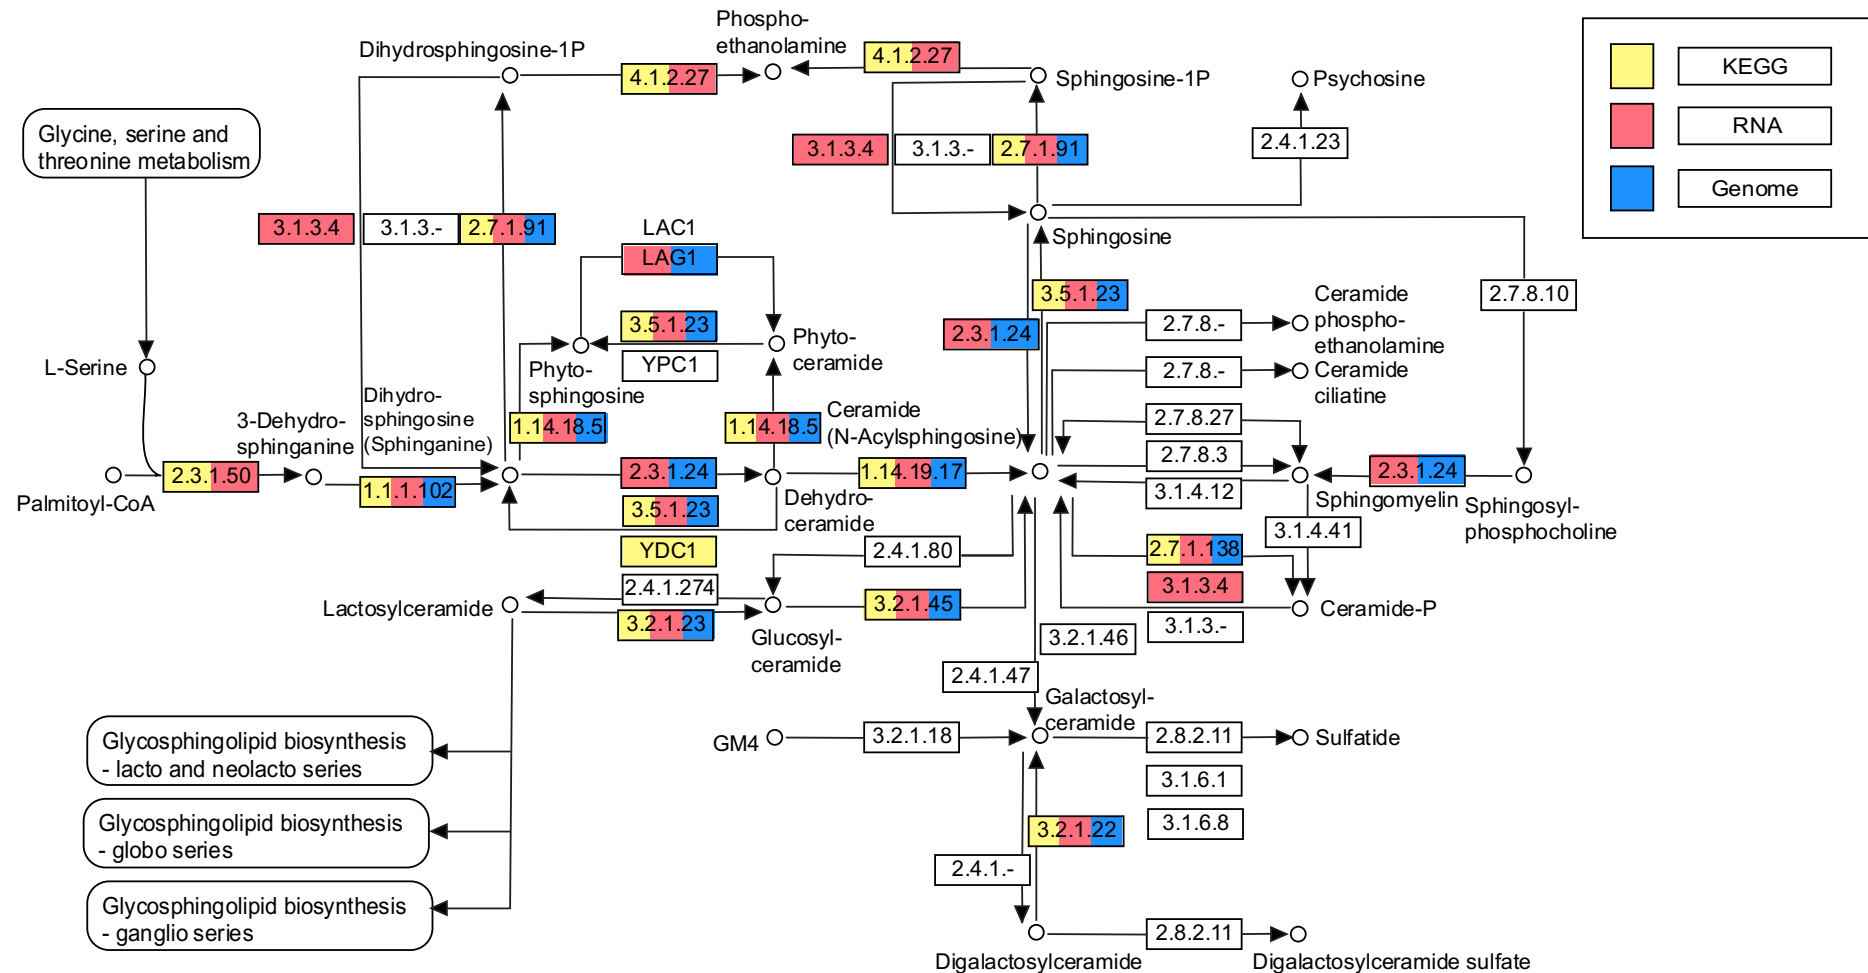 Phospho-
ethanolamine
Dihydrosphingosine-1P
4.1.2.27
4.1.2.27
Sphingosine-1P
Psychosine
KEGG
RNA
Genome
Glycine, serine and
threonine metabolism
3.1.3.4
3.1.3.-
2.7.1.91
2.4.1.23
3.1.3.4
3.1.3.-
2.7.1.91
LAC1
LAG1
Sphingosine
3.5.1.23
2.7.8.10
3.5.1.23
2.3.1.24
2.7.8.-
Ceramide
phospho-
ethanolamine
Phyto-
ceramide
YPC1
L-Serine
Phyto-
sphingosine
2.7.8.-
Ceramide
ciliatine
Dihydro-
sphingosine
(Sphinganine)
3-Dehydro-
sphinganine
1.14.18.5
1.14.18.5
Ceramide
(N-Acylsphingosine)
2.7.8.27
2.7.8.3
2.3.1.50
1.1.1.102
2.3.1.24
1.14.19.17
3.1.4.12
2.3.1.24
Palmitoyl-CoA
3.5.1.23
Dehydro-
ceramide
Sphingomyelin
Sphingosyl-
phosphocholine
3.1.4.41
YDC1
2.4.1.80
2.7.1.138
2.4.1.274
3.1.3.4
Lactosylceramide
3.2.1.23
3.2.1.45
Ceramide-P
Glucosyl-
ceramide
3.1.3.-
3.2.1.46
2.4.1.47
Galactosyl-
ceramide
Glycosphingolipid biosynthesis
- lacto and neolacto series
GM4
3.2.1.18
2.8.2.11
Sulfatide
3.1.6.1
Glycosphingolipid biosynthesis
- globo series
3.2.1.22
3.1.6.8
2.4.1.-
Glycosphingolipid biosynthesis
- ganglio series
2.8.2.11
Digalactosylceramide
Digalactosylceramide sulfate